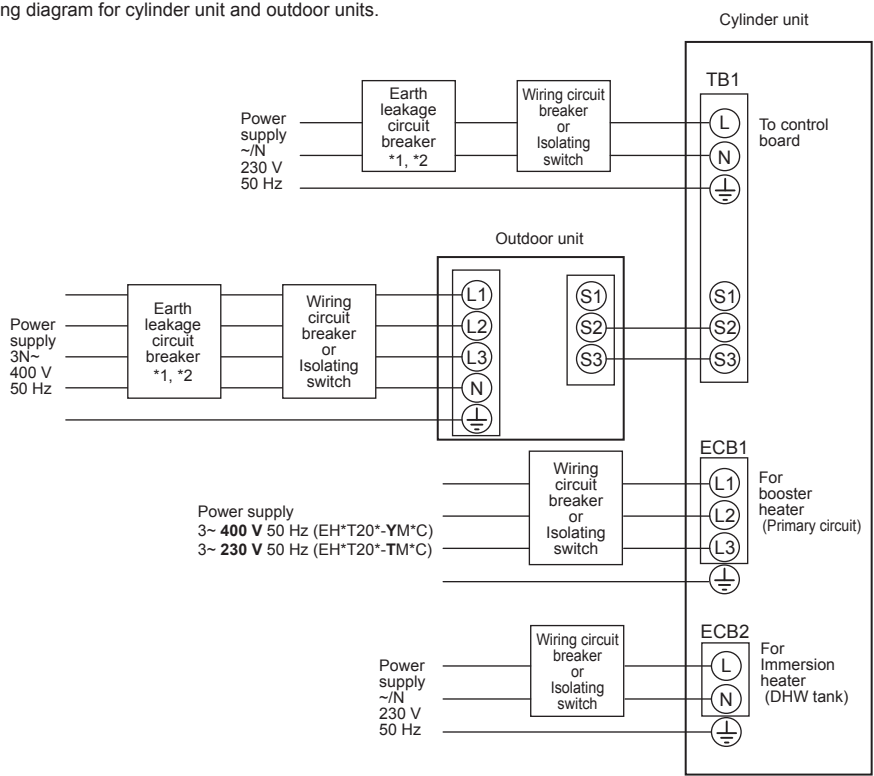 ng diagram for cylinder unit and outdoor units.
Cylinder unit
TB1
Power
supply
~/N
230 V
50 Hz
Earth
leakage
circuit
breaker
*1, *2
Wiring circuit
breaker
or
Isolating
switch
L
N
To control
board
Outdoor unit
Power
supply
3N~
400 V
50 Hz
Earth
leakage
circuit
breaker
*1, *2
Wiring
circuit
breaker
or
Isolating
switch
L1
L2
L3
N
S1
S2
S3
S1
S2
S3
ECB1
Power supply
3~ 400 V 50 Hz (EH*T20*-YM*C)
3~ 230 V 50 Hz (EH*T20*-TM*C)
Wiring
circuit
breaker
or
Isolating
switch
L1
L2
L3
For
booster
heater
(Primary circuit)
ECB2
Power
supply
~/N
230 V
50 Hz
Wiring circuit
breaker
or
Isolating
switch
L
N
For
Immersion
heater
(DHW tank)